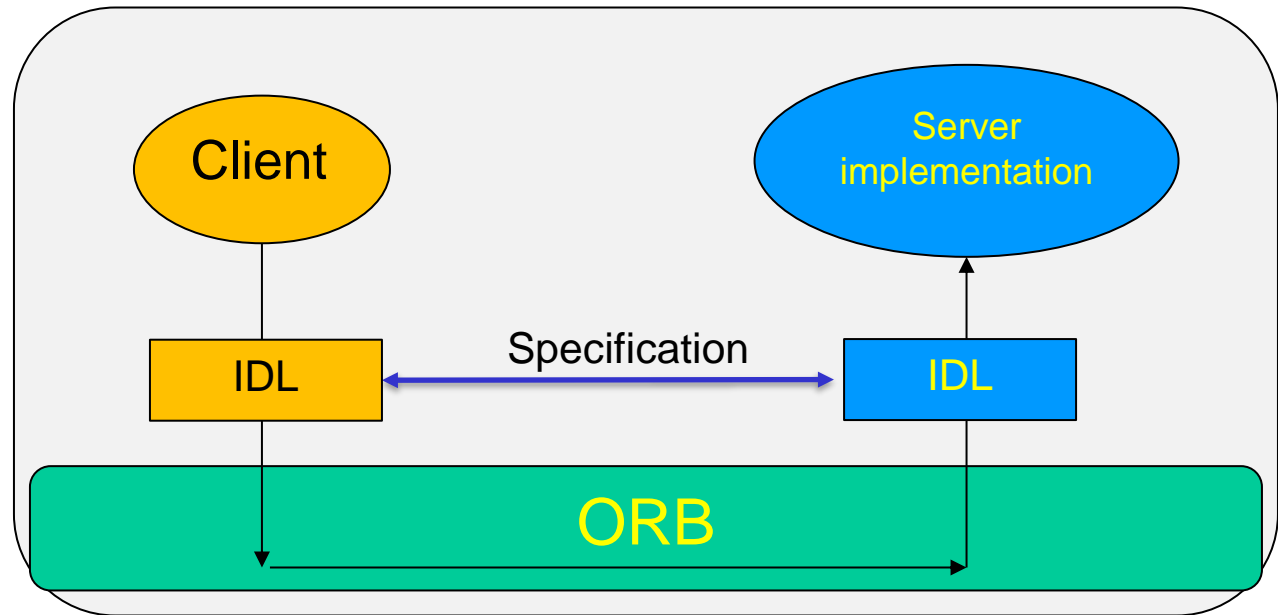 Client
Server
implementation
Specification
IDL
IDL
ORB